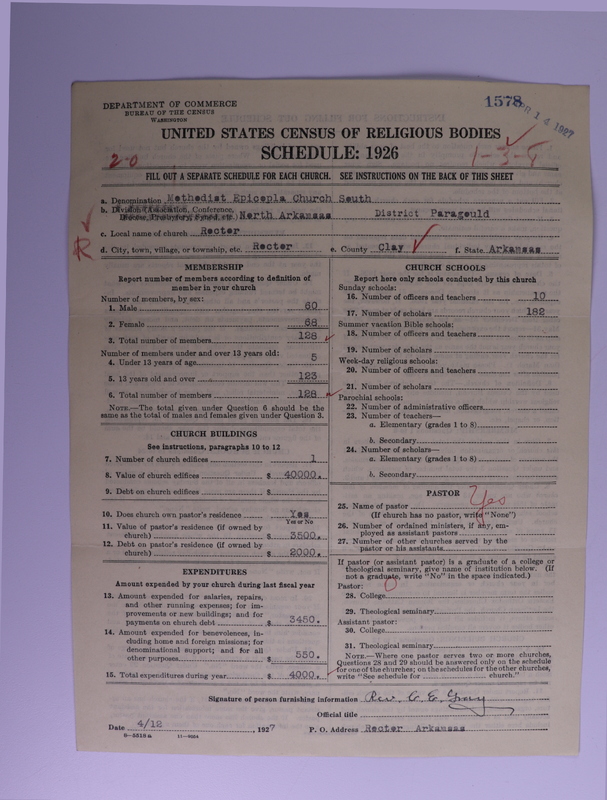 DEPARTMENT OF COMMERCE
BUREAU OF THE CENSUS
WASHINGTON
1578
APR 14 1927
UNITED STATES CENSUS OF RELIGIOUS BODIES
SCHEDULE: 1926
2-0
1-3-
FILL OUT A SEPARATE SCHEDULE FOR EACH CHURCH. SEE INSTRUCTIONS ON THE BACK OF THIS SHEET
a. Denomination Methodist Epicopla Church South
b. Division (Association, Conference, Diocese, Presbytery, Synod, etc.) North Arkansas District Paragould
c. Local name of church Rector
R
d. City, town, village, or township, etc. Rector e. County Clay f. State Arkansas
MEMBERSHIP
Report number of members according to definition of member in your church
Number of members, by sex:
1. Male 60
2. Female 68
3. Total number of members 128
Number of members under and over 13 years old:
4. Under 13 years of age 5
5. 13 years old and over 123
6. Total number of members 128
NOTE.—The total given under Question 6 should be the same as the total of males and females given under Question 3.
CHURCH BUILDINGS
See instructions, paragraphs 10 to 12
7. Number of church edifices 1
8. Value of church edifices $ 40000.
9. Debt on church edifices $
10. Does church own pastor's residence Yes
Yes or No
11. Value of pastor's residence (if owned by church) $ 3500.
12. Debt on pastor's residence (if owned by church) $ 2000.
EXPENDITURES
Amount expended by your church during last fiscal year
13. Amount expended for salaries, repairs, and other running expenses; for improvements or new buildings; and for payments on church debt $ 3450.
14. Amount expended for benevolences, including home and foreign missions; for denominational support; and for all other purposes $ 550.
15. Total expenditures during year $ 4000.
CHURCH SCHOOLS
Report here only schools conducted by this church
Sunday schools:
16. Number of officers and teachers 10
17. Number of scholars 182
Summer vacation Bible schools:
18. Number of officers and teachers
19. Number of scholars
Week-day religious schools:
20. Number of officers and teachers
21. Number of scholars
Parochial schools:
22. Number of administrative officers
23. Number of teachers—
a. Elementary (grades 1 to 8)
b. Secondary
24. Number of scholars—
a. Elementary (grades 1 to 8)
b. Secondary
PASTOR
Yes
25. Name of pastor
(If church has no pastor, write "None")
26. Number of ordained ministers, if any, employed as assistant pastors
27. Number of other churches served by the pastor or his assistants
If pastor (or assistant pastor) is a graduate of a college or theological seminary, give name of institution below. (If not a graduate, write "No" in the space indicated.)
Pastor: 0
28. College
29. Theological seminary
Assistant pastor:
30. College
31. Theological seminary
NOTE.—Where one pastor serves two or more churches, Questions 28 and 29 should be answered only on the schedule for one of the churches; on the schedules for the other churches, write "See schedule for church."
Signature of person furnishing information Rev. C. E. Gray
Official title
Date 4/12, 1927 P. O. Address Rector Arkansas